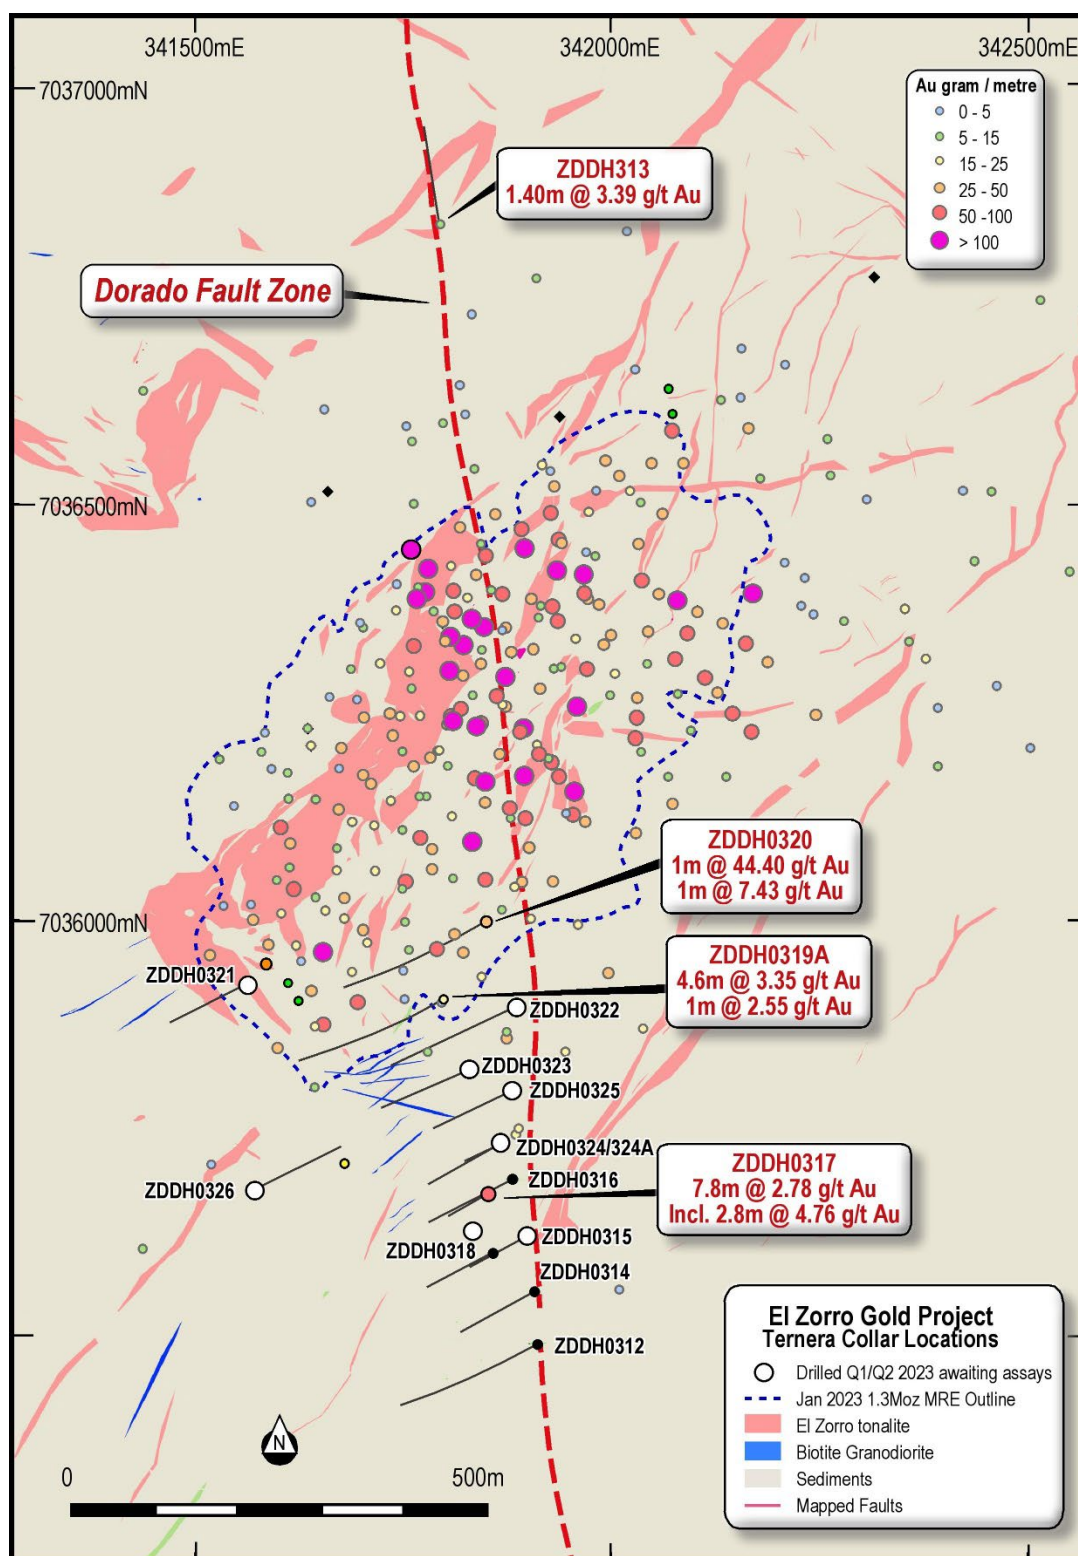 341500mE
342000mE
342500mE
7037000mN
Au gram / metre
0 - 5
5 - 15
15 - 25
25 - 50
50 -100
> 100
ZDDH313
1.40m @ 3.39 g/t Au
Dorado Fault Zone
7036500mN
ZDDH0320
1m @ 44.40 g/t Au
1m @ 7.43 g/t Au
7036000mN
ZDDH0319A
4.6m @ 3.35 g/t Au
1m @ 2.55 g/t Au
ZDDH0321
ZDDH0322
ZDDH0323
ZDDH0325
ZDDH0324/324A
ZDDH0316
ZDDH0317
7.8m @ 2.78 g/t Au
Incl. 2.8m @ 4.76 g/t Au
ZDDH0326
ZDDH0315
ZDDH0318
ZDDH0314
ZDDH0312
El Zorro Gold Project
Ternera Collar Locations
Drilled Q1/Q2 2023 awaiting assays
Jan 2023 1.3Moz MRE Outline
El Zorro tonalite
Biotite Granodiorite
Sediments
Mapped Faults
N
0
500m